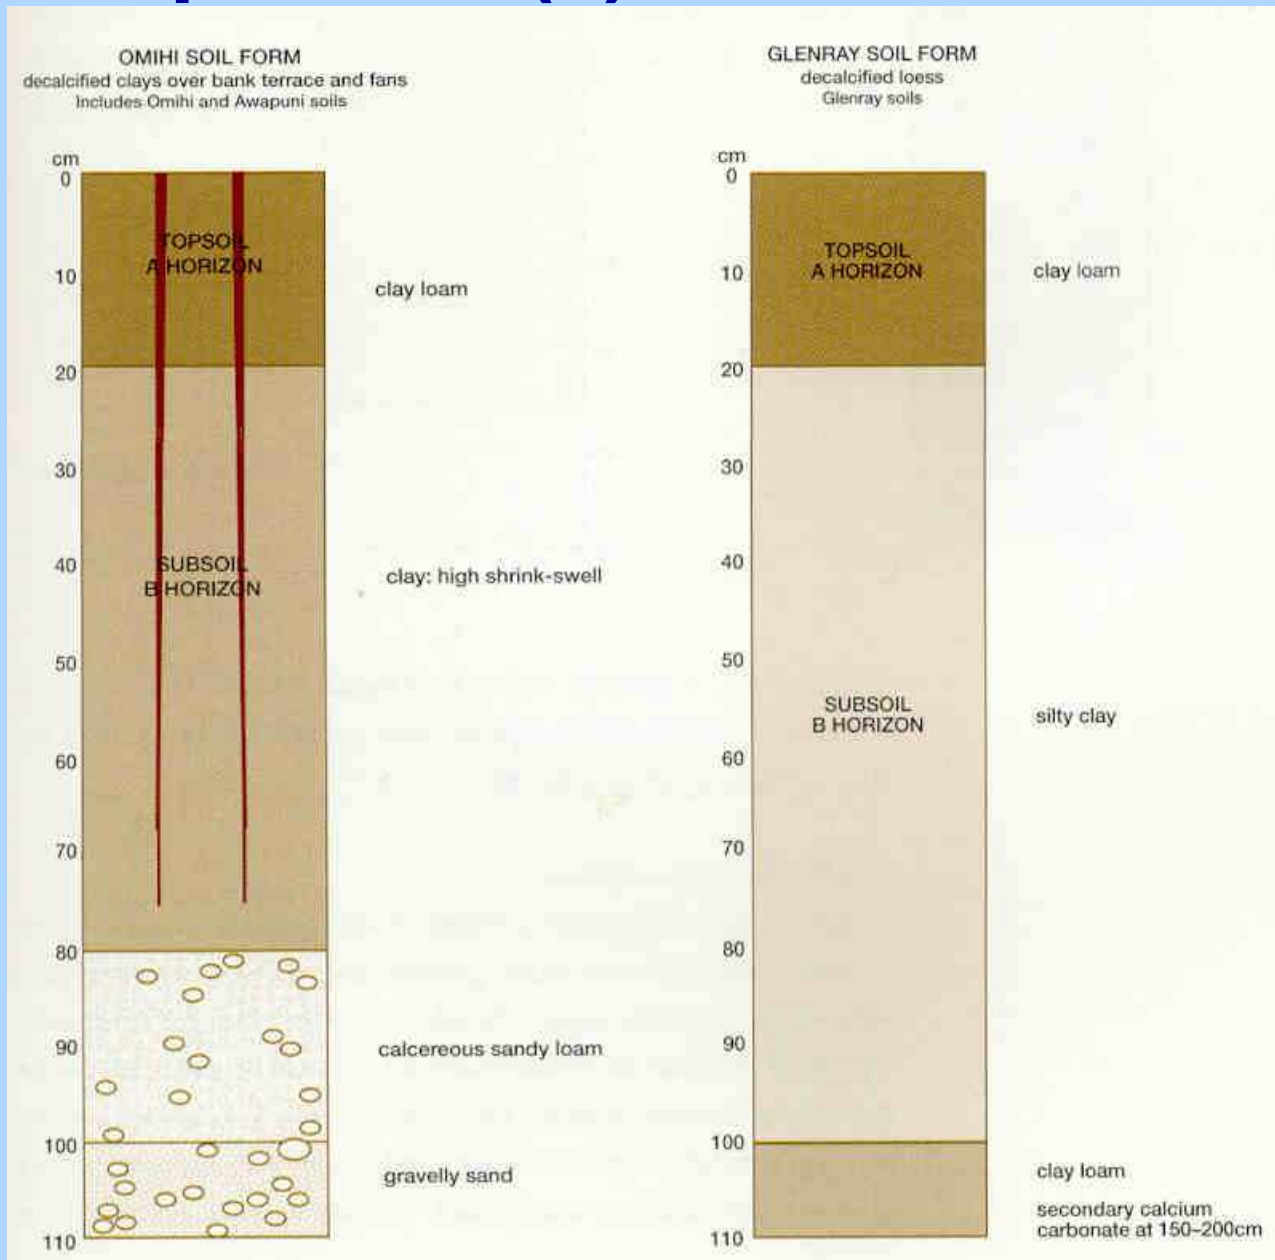 OMIHI SOIL FORM
decalcified clays over bank terrace and fans
Includes Omihi and Awapuni soils
cm
0
10
20
30
40
50
60
70
80
90
100
110
TOPSOIL
A HORIZON
SUBSOIL
B HORIZON
clay loam
clay: high shrink-swell
calcereous sandy loam
gravelly sand
GLENRAY SOIL FORM
decalcified loess
Glenray soils
cm
0
10
20
30
40
50
60
70
80
90
100
110
TOPSOIL
A HORIZON
SUBSOIL
B HORIZON
clay loam
silty clay
clay loam
secondary calcium
carbonate at 150–200cm